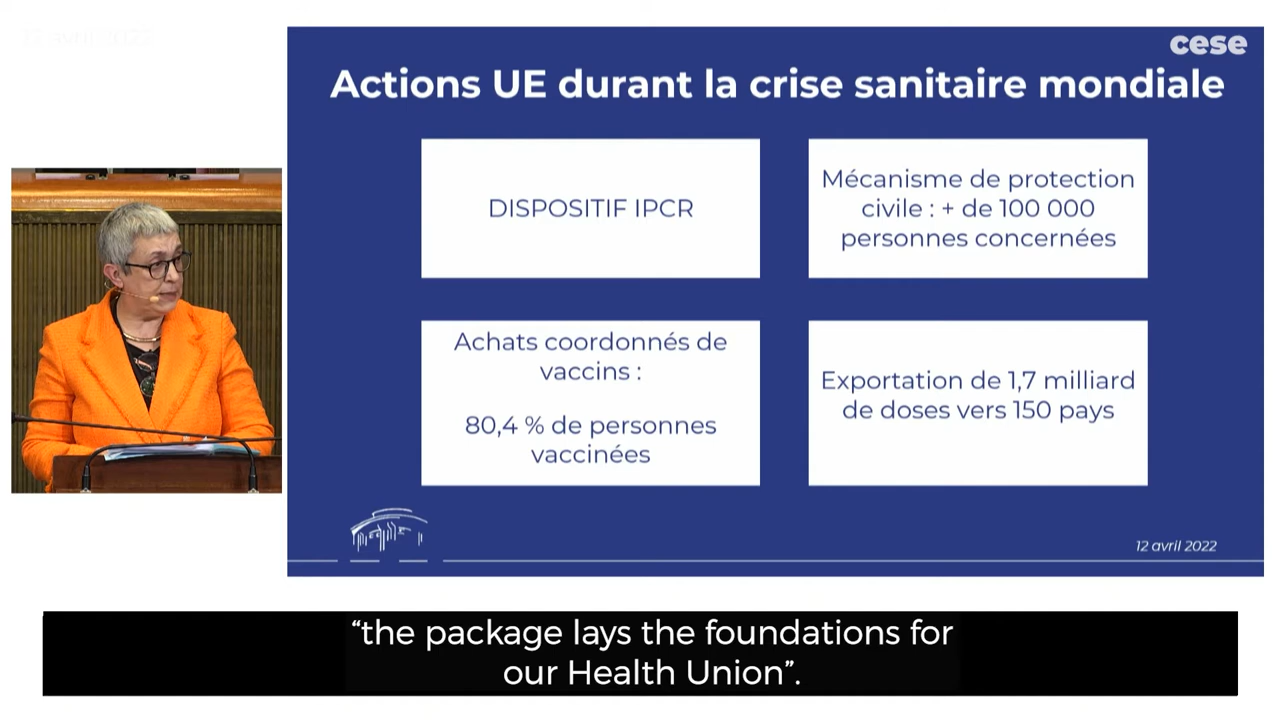 cese
Actions UE durant la crise sanitaire mondiale
DISPOSITIF IPCR
Mécanisme de protection
civile : + de 100 000
personnes concernées
Achats coordonnés de
vaccins :
80,4 % de personnes
vaccinées
Exportation de 1,7 milliard
de doses vers 150 pays
12 avril 2022
“the package lays the foundations for
our Health Union”.